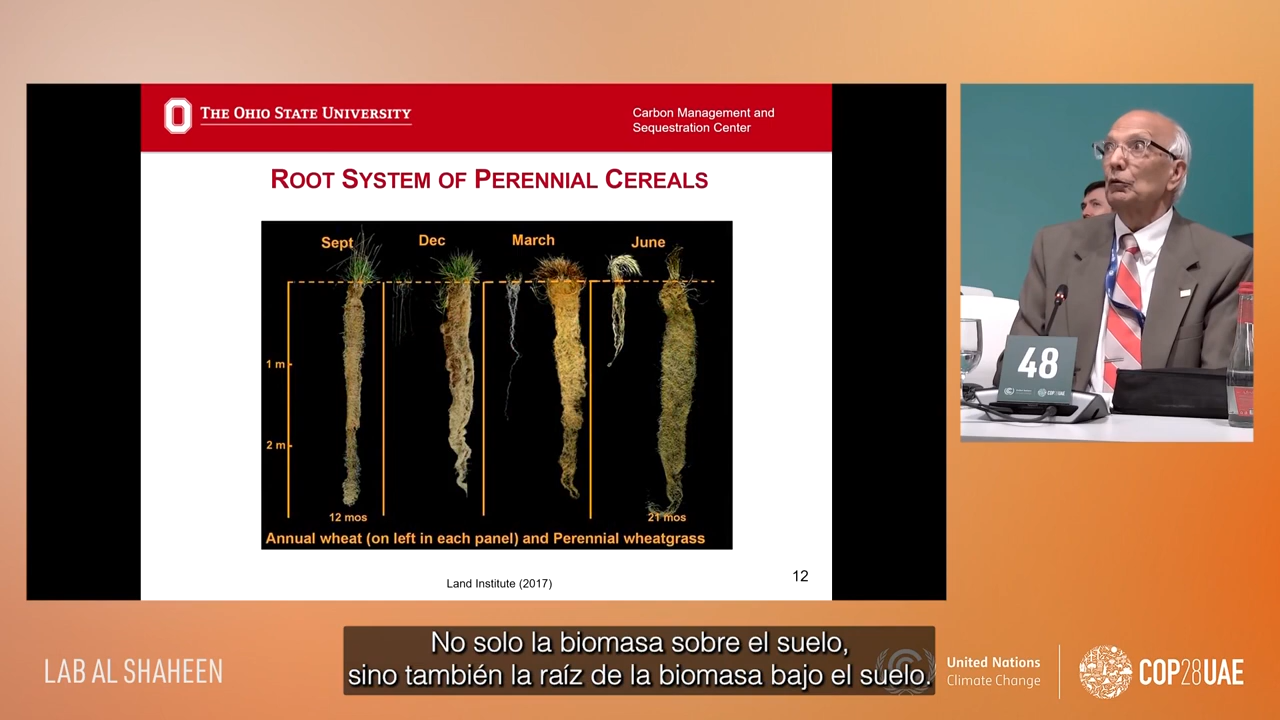 THE OHIO STATE UNIVERSITY
Carbon Management and
Sequestration Center
ROOT SYSTEM OF PERENNIAL CEREALS
Sept
Dec
March
June
1 m
2 m
12 mos
21 mos
Annual wheat (on left in each panel) and Perennial wheatgrass
Land Institute (2017)
12
48
COP28UAE
No solo la biomasa sobre el suelo,
sino también la raíz de la biomasa bajo el suelo.
LAB AL SHAHEEN
United Nations
Climate Change
COP28UAE